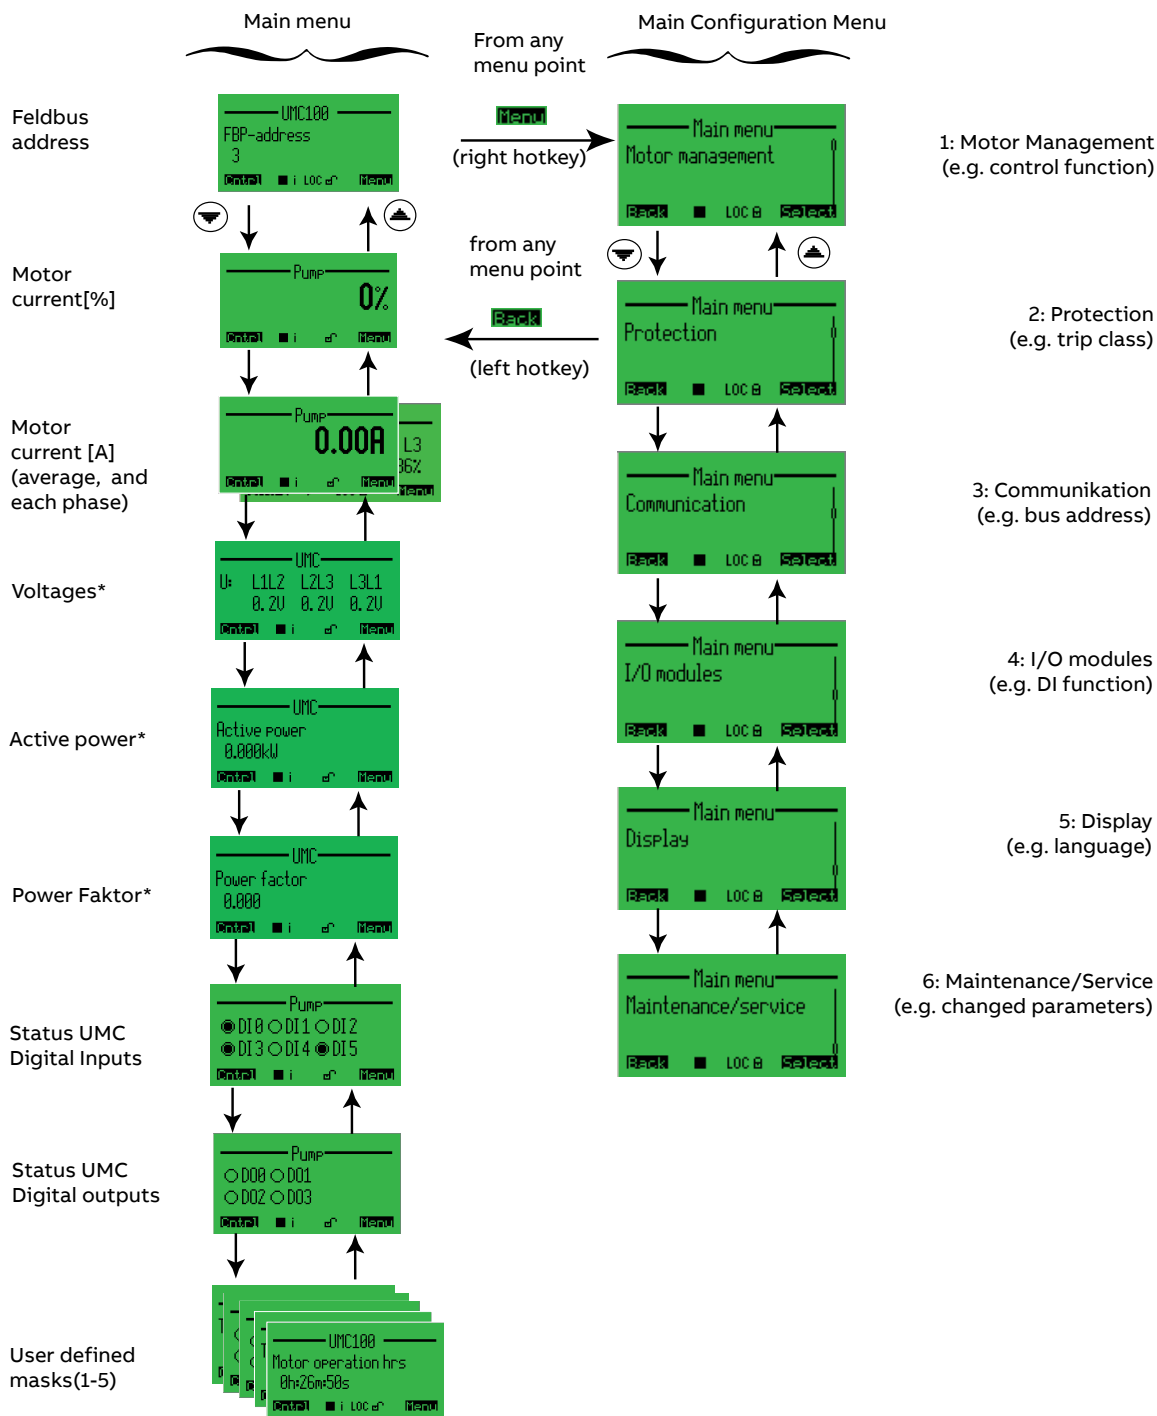 Main menu
Main Configuration Menu
From any
menu point
Feldbus
address
UMC100
FBP-address
3
Cntrl i LOC Menu
Menu
(right hotkey)
Main menu
Motor management
Back LOC Select
1: Motor Management
(e.g. control function)
Motor
current[%]
Pump
0%
Cntrl i Menu
from any
menu point
Back
(left hotkey)
Main menu
Protection
Back LOC Select
2: Protection
(e.g. trip class)
Motor
current [A]
(average, and
each phase)
Pump
0.00A
Cntrl i Menu
L3
36%
Menu
Main menu
Communication
Back LOC Select
3: Communikation
(e.g. bus address)
Voltages*
UMC
U: L1L2 L2L3 L3L1
0.2V 0.2V 0.2V
Cntrl i Menu
Main menu
I/O modules
Back LOC Select
4: I/O modules
(e.g. DI function)
Active power*
UMC
Active power
0.000kW
Cntrl i Menu
Main menu
Display
Back LOC Select
5: Display
(e.g. language)
Power Faktor*
UMC
Power factor
0.000
Cntrl i Menu
Main menu
Maintenance/service
Back LOC Select
6: Maintenance/Service
(e.g. changed parameters)
Status UMC
Digital Inputs
Pump
DI0 DI1 DI2
DI3 DI4 DI5
Cntrl i Menu
Status UMC
Digital outputs
Pump
DO0 DO1
DO2 DO3
Cntrl i Menu
User defined
masks(1-5)
UMC100
Motor operation hrs
0h:26m:50s
Cntrl i LOC Menu